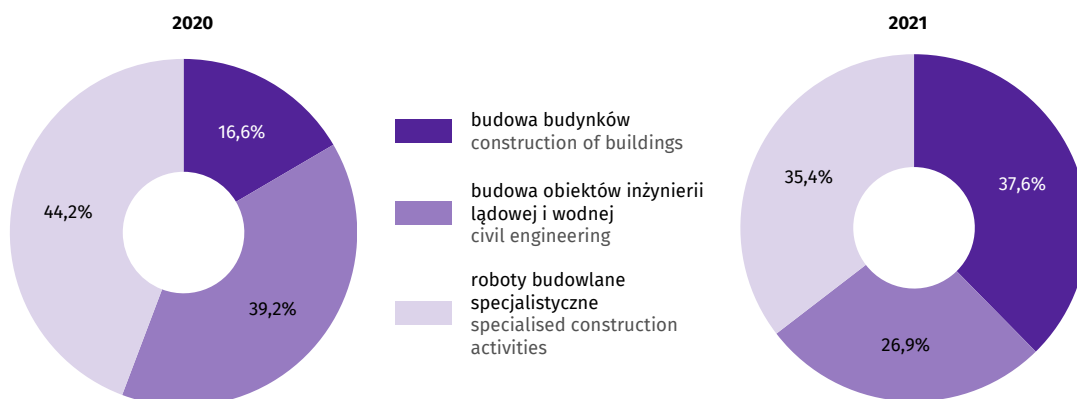 2020
16,6%
39,2%
44,2%
budowa budynków
construction of buildings
budowa obiektów inżynierii
lądowej i wodnej
civil engineering
roboty budowlane
specjalistyczne
specialised construction
activities
2021
37,6%
26,9%
35,4%